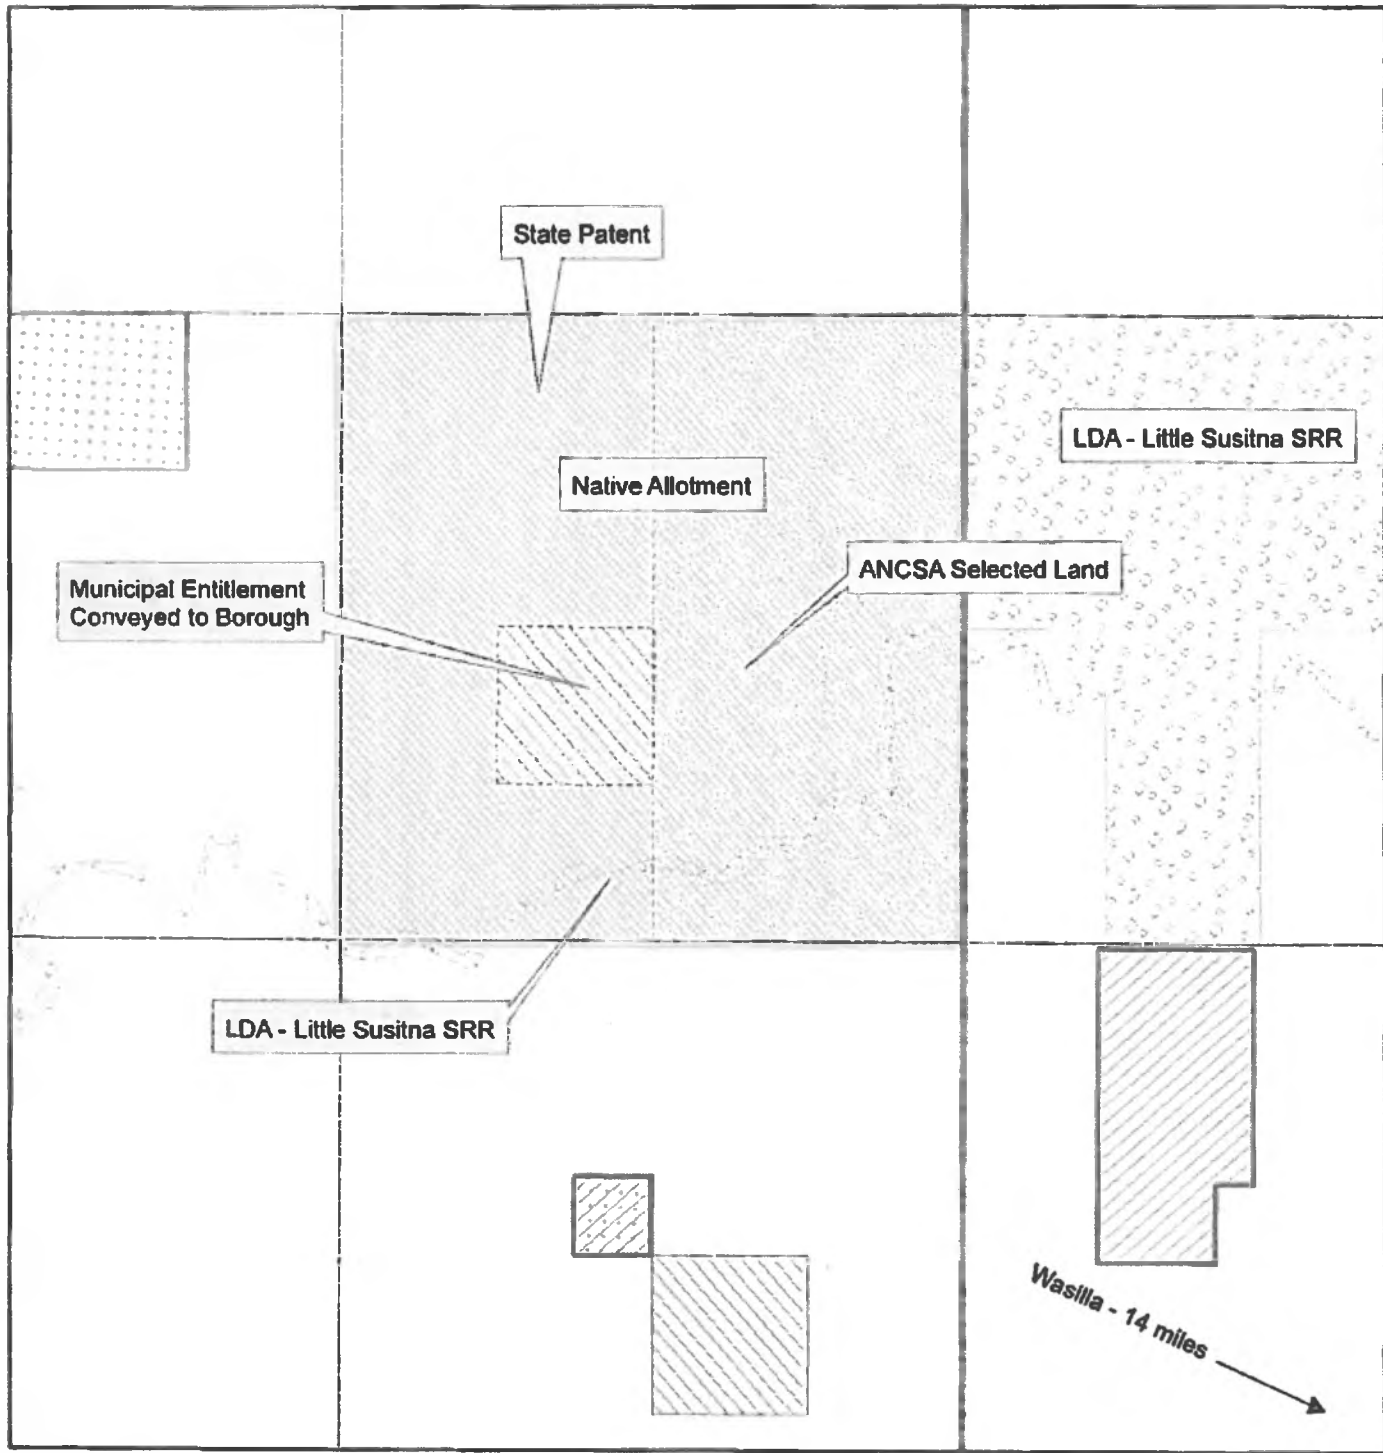 State Patent
LDA - Little Susitna SRR
Native Allotment
ANCSA Selected Land
Municipal Entitlement
Conveyed to Borough
LDA - Little Susitna SRR
Wasilla - 14 miles